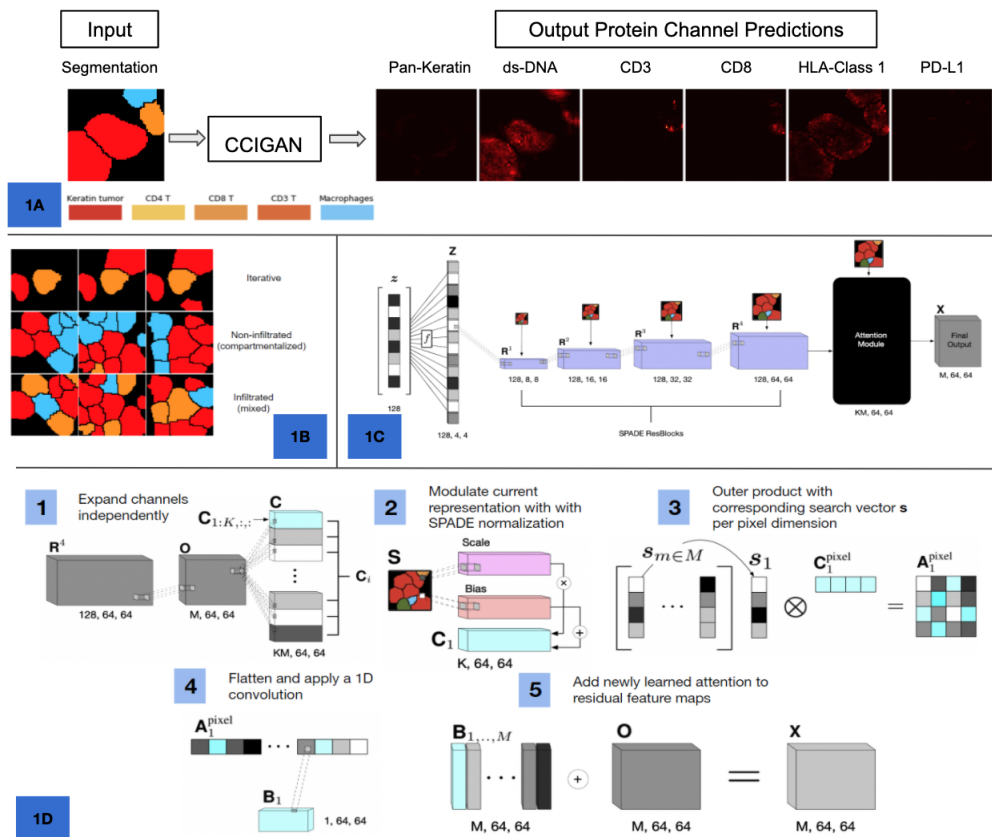 Input
Output Protein Channel Predictions
Segmentation
Pan-Keratin
ds-DNA
CD3
CD8
HLA-Class 1
PD-L1
CCIGAN
1A
Keratin tumor
CD4 T
CD8 T
CD3 T
Macrophages
Iterative
Non-infiltrated
(compartmentalized)
Infiltrated
(mixed)
1B
1C
z
Z
f
128
128, 4, 4
R¹
128, 8, 8
R²
128, 16, 16
R³
128, 32, 32
R⁴
128, 64, 64
SPADE ResBlocks
Attention
Module
KM, 64, 64
X
Final
Output
M, 64, 64
1
Expand channels
independently
R⁴
128, 64, 64
O
M, 64, 64
C
C₁:K,:,:
Cᵢ
KM, 64, 64
2
Modulate current
representation with with
SPADE normalization
S
Scale
×
Bias
+
C₁
K, 64, 64
3
Outer product with
corresponding search vector s
per pixel dimension
sₘ∈M
s₁
⊗
C₁^pixel
=
A₁^pixel
4
Flatten and apply a 1D
convolution
A₁^pixel
B₁
1, 64, 64
5
Add newly learned attention to
residual feature maps
B₁,..,M
M, 64, 64
+
O
M, 64, 64
=
X
M, 64, 64
1D